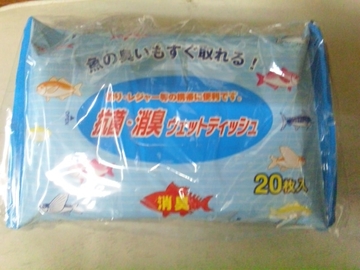 魚の臭いもすぐ取れる！
釣り・レジャー等の携帯に便利です。
抗菌・消臭ウェットティッシュ
消臭
20枚入